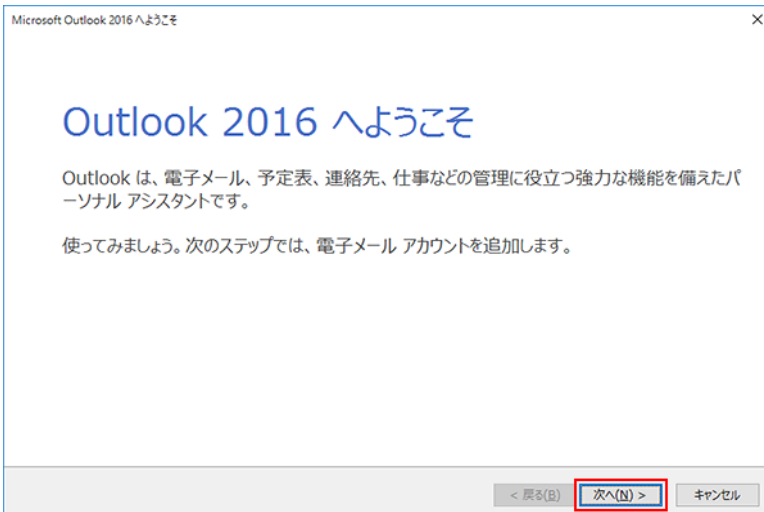 Microsoft Outlook 2016 へようこそ
Outlook 2016 へようこそ
Outlook は、電子メール、予定表、連絡先、仕事などの管理に役立つ強力な機能を備えたパ
ーソナル アシスタントです。
使ってみましょう。次のステップでは、電子メール アカウントを追加します。
< 戻る(B)
次へ(N) >
キャンセル